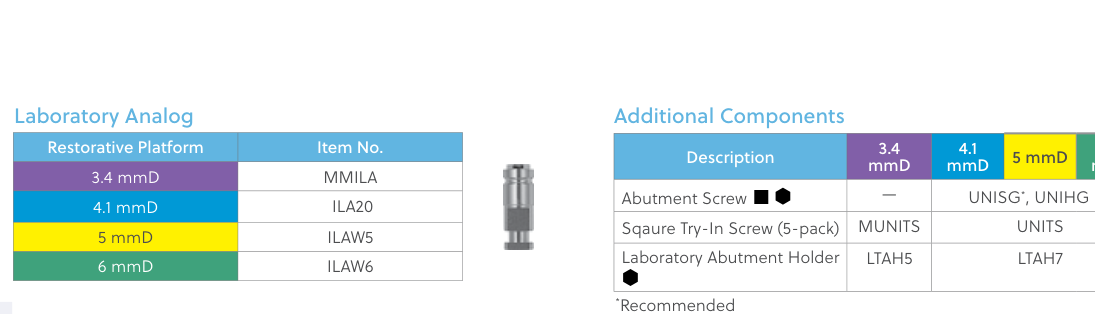 Laboratory Analog
Restorative Platform Item No.
3.4 mmD MMILA
4.1 mmD ILA20
5 mmD ILAW5
6 mmD ILAW6
Additional Components
Description 3.4 mmD 4.1 mmD 5 mmD
Abutment Screw ■ ⬢ — UNISG*, UNIHG
Sqaure Try-In Screw (5-pack) MUNITS UNITS
Laboratory Abutment Holder LTAH5 LTAH7
⬢
*Recommended